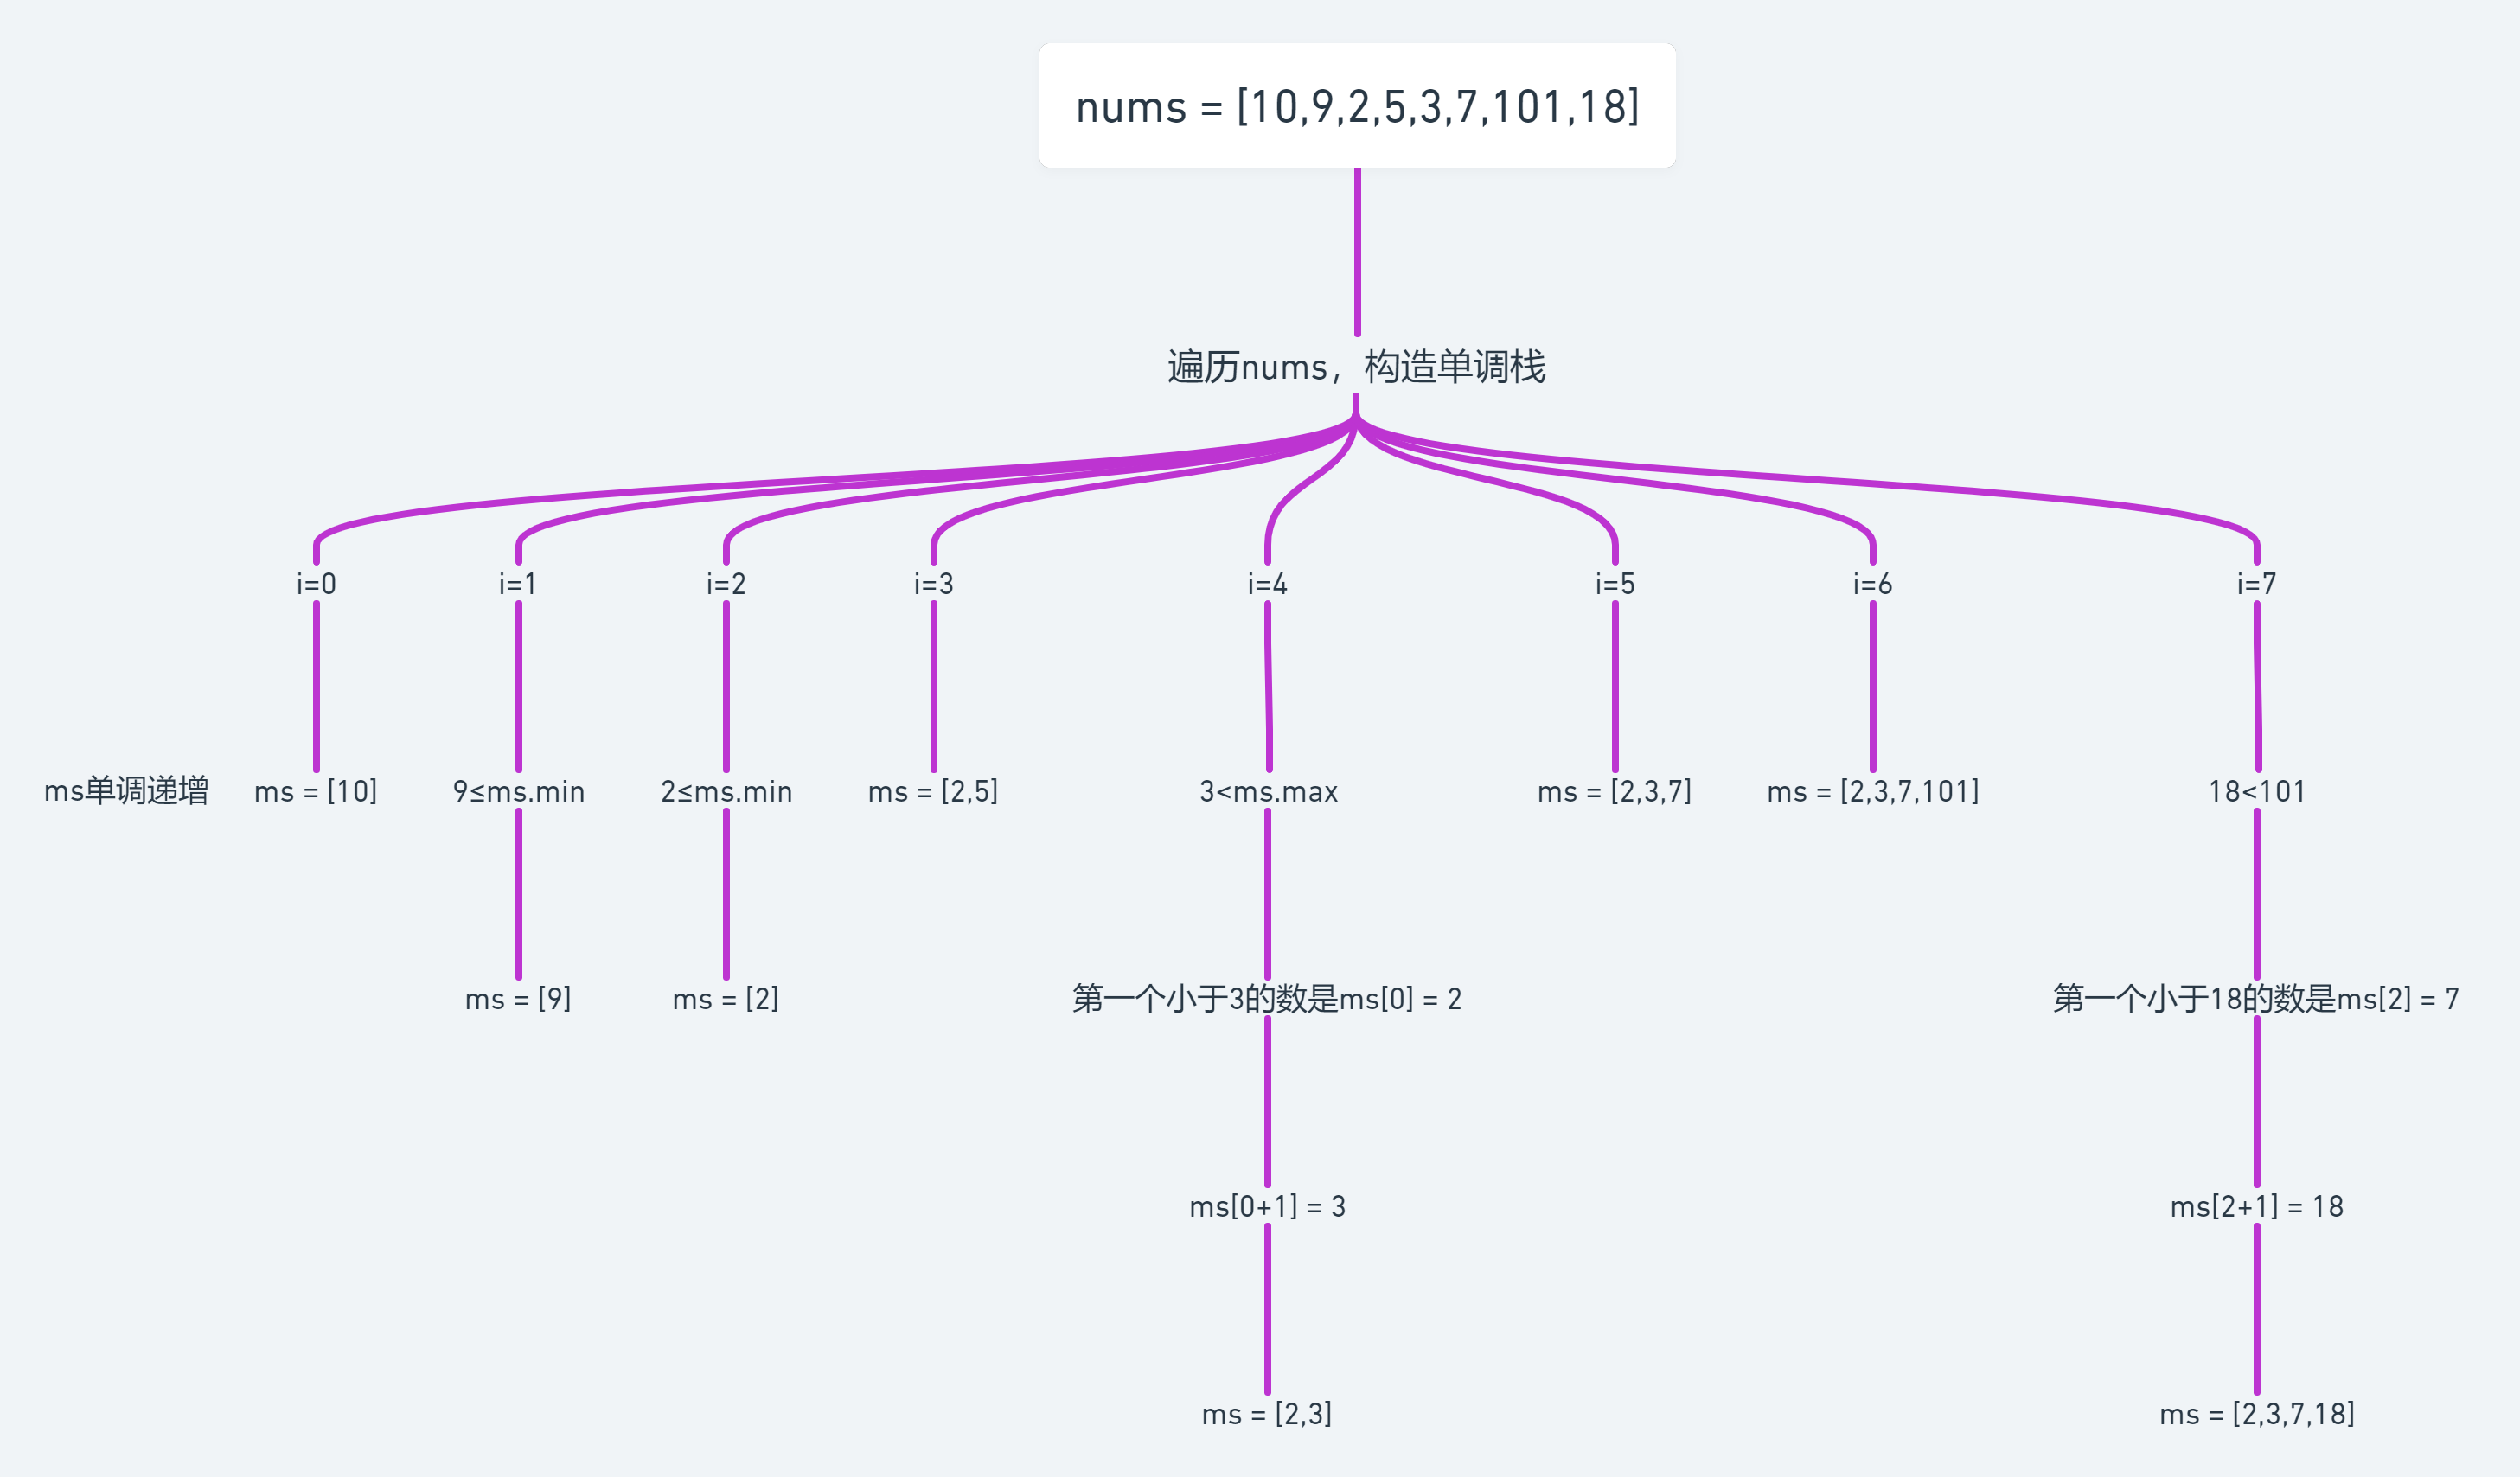 nums = [10,9,2,5,3,7,101,18]
遍历nums，构造单调栈
i=0
i=1
i=2
i=3
i=4
i=5
i=6
i=7
ms单调递增
ms = [10]
9≤ms.min
2≤ms.min
ms = [2,5]
3<ms.max
ms = [2,3,7]
ms = [2,3,7,101]
18<101
ms = [9]
ms = [2]
第一个小于3的数是ms[0] = 2
第一个小于18的数是ms[2] = 7
ms[0+1] = 3
ms[2+1] = 18
ms = [2,3]
ms = [2,3,7,18]